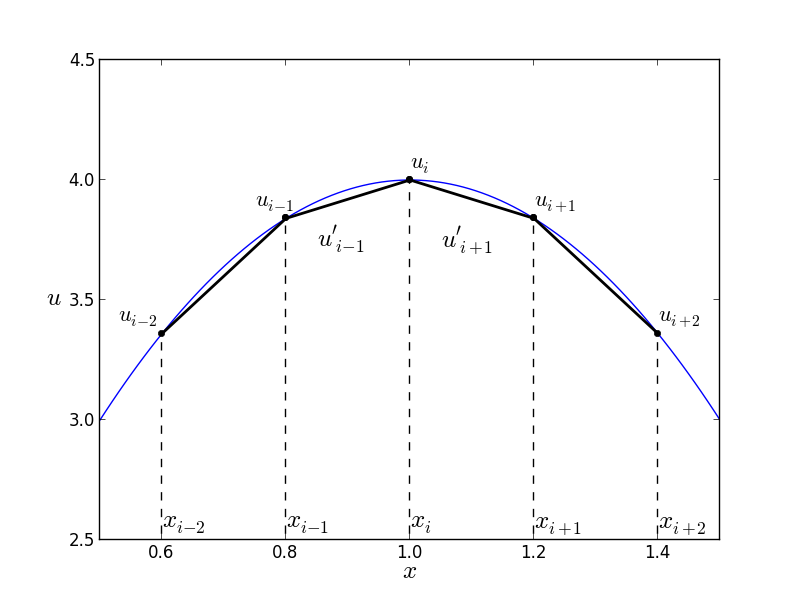 4.5
u_i
4.0
u_{i-1}
u_{i+1}
u'_{i-1}
u'_{i+1}
u 3.5
u_{i-2}
u_{i+2}
3.0
x_{i-2} x_{i-1} x_i x_{i+1} x_{i+2}
2.5
0.6 0.8 1.0 1.2 1.4
x